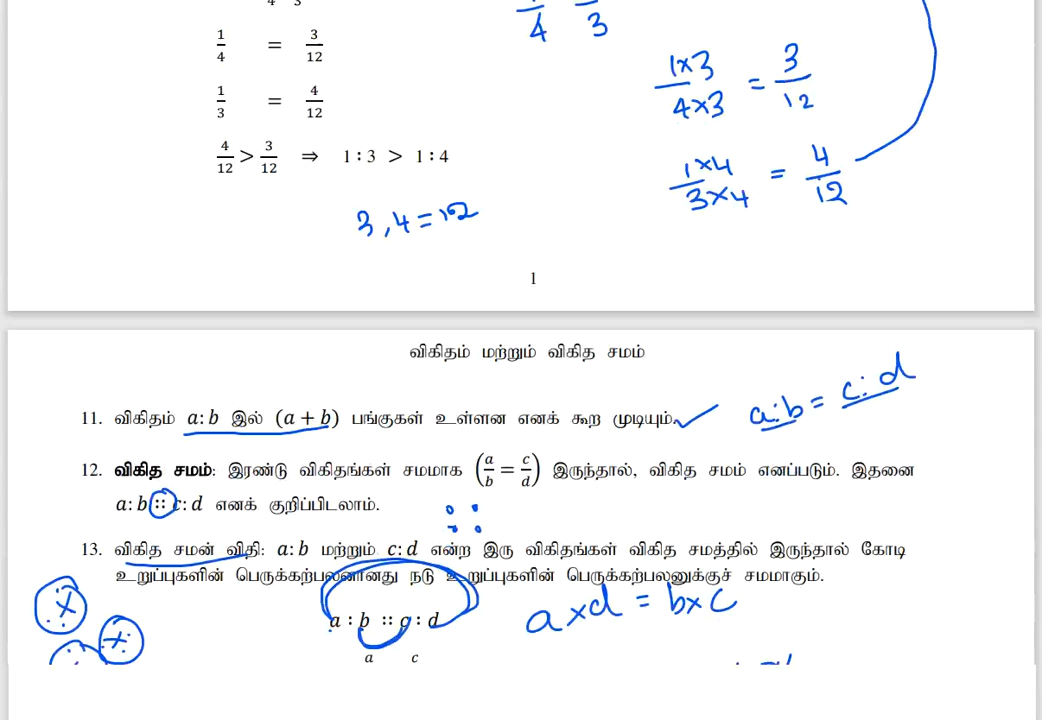 4 3
1/4 = 3/12
1/3 = 4/12
4/12 > 3/12 ⇒ 1 : 3 > 1 : 4
3 , 4 = 12
4 3
1×3/4×3 = 3/12
1×4/3×4 = 4/12
1
விகிதம் மற்றும் விகித சமம்
a:b = c:d
11. விகிதம் a:b இல் (a + b) பங்குகள் உள்ளன எனக் கூற முடியும்.
12. விகித சமம்: இரண்டு விகிதங்கள் சமமாக (a/b = c/d) இருந்தால், விகித சமம் எனப்படும். இதனை
a: b :: c: d எனக் குறிப்பிடலாம்.
13. விகித சமன் விதி: a: b மற்றும் c: d என்ற இரு விகிதங்கள் விகித சமத்தில் இருந்தால் கோடி
உறுப்புகளின் பெருக்கற்பலனானது நடு உறுப்புகளின் பெருக்கற்பலனுக்குச் சமமாகும்.
a : b :: c : d
a×d = b×c
a c